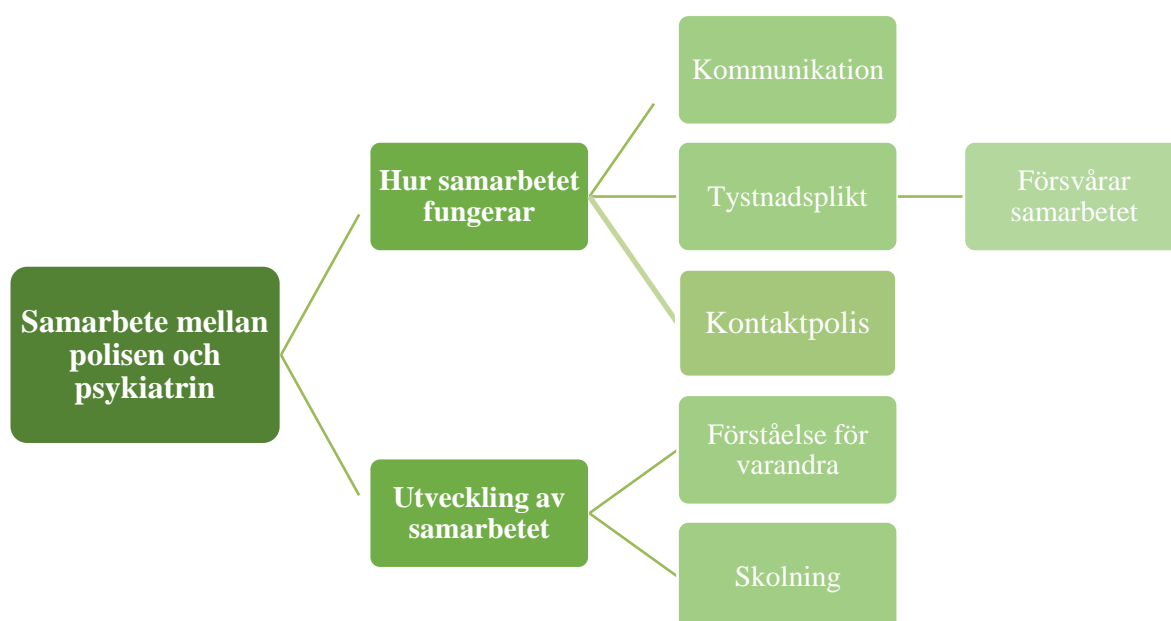 Samarbete mellan
polisen och
psykiatrin
Hur samarbetet
fungerar
Kommunikation
Tystnadsplikt
Försvårar
samarbetet
Kontaktpolis
Utveckling av
samarbetet
Förståelse för
varandra
Skolning